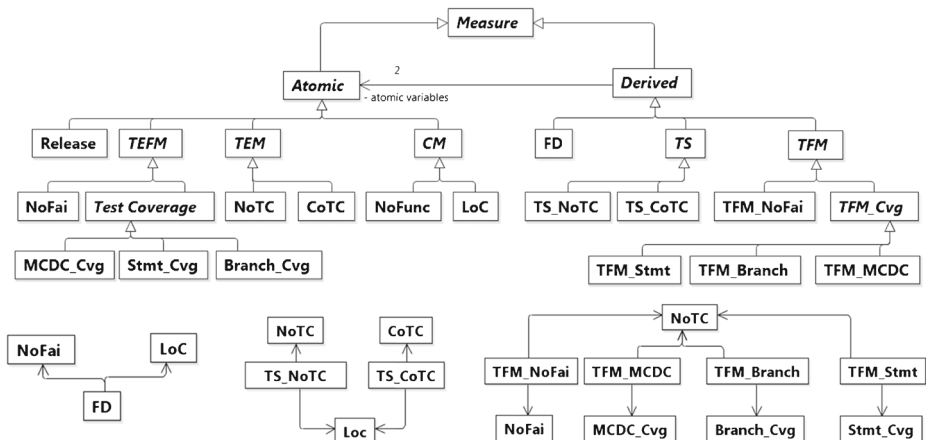 Measure
2
Atomic
Derived
- atomic variables
Release
TEFM
TEM
CM
FD
TS
TFM
NoFai
Test Coverage
NoTC
CoTC
NoFunc
LoC
TS_NoTC
TS_CoTC
TFM_NoFai
TFM_Cvg
MCDC_Cvg
Stmt_Cvg
Branch_Cvg
TFM_Stmt
TFM_Branch
TFM_MCDC
NoFai
LoC
FD
NoTC
CoTC
TS_NoTC
TS_CoTC
Loc
NoTC
TFM_NoFai
TFM_MCDC
TFM_Branch
TFM_Stmt
NoFai
MCDC_Cvg
Branch_Cvg
Stmt_Cvg